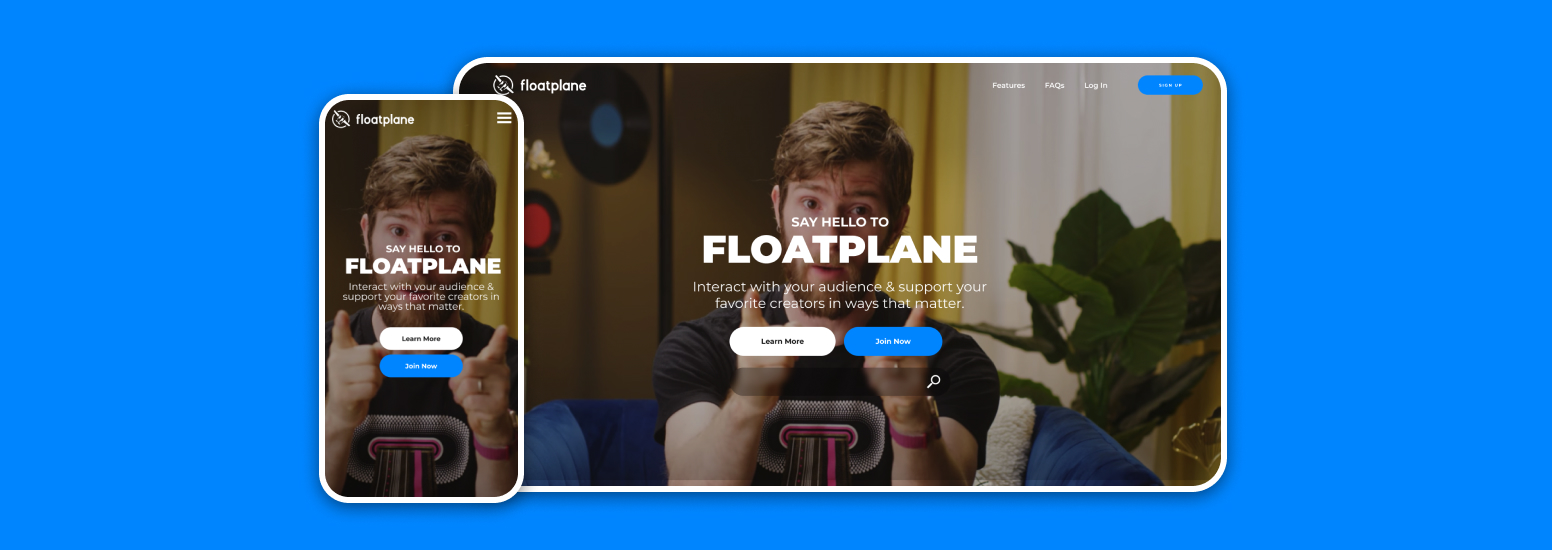 floatplane
Features
FAQs
Log In
SIGN UP
SAY HELLO TO
FLOATPLANE
Interact with your audience & support your
favorite creators in ways that matter.
Learn More
Join Now
floatplane
SAY HELLO TO
FLOATPLANE
Interact with your audience &
support your favorite creators in
ways that matter.
Learn More
Join Now